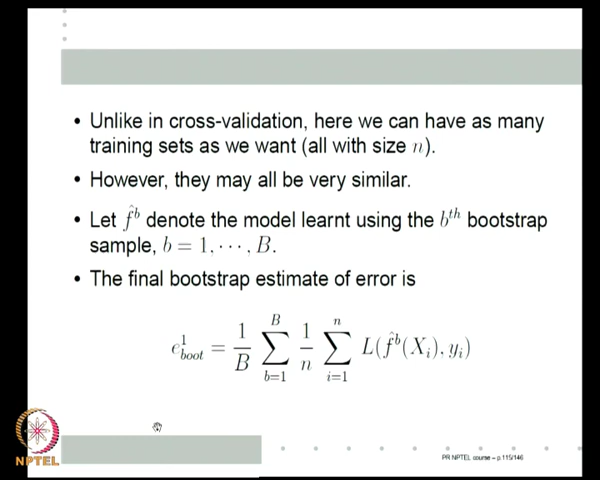 • Unlike in cross-validation, here we can have as many
training sets as we want (all with size n).
• However, they may all be very similar.
• Let f̂ᵇ denote the model learnt using the bᵗʰ bootstrap
sample, b = 1, ⋯, B.
• The final bootstrap estimate of error is
e¹_boot = 1/B ∑_{b=1}^{B} 1/n ∑_{i=1}^{n} L(f̂ᵇ(X_i), y_i)
NPTEL
PR NPTEL course – p.115/146